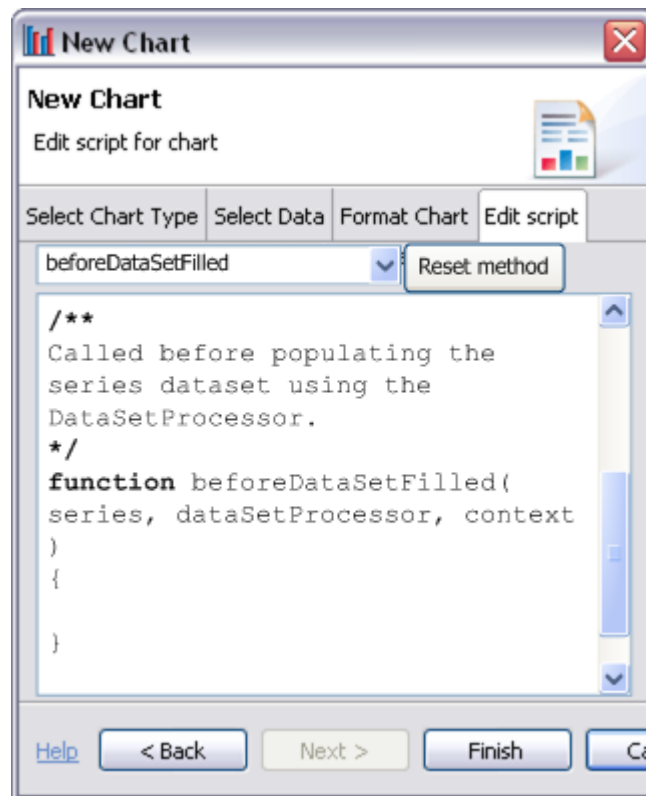 New Chart
New Chart
Edit script for chart
Select Chart Type Select Data Format Chart Edit script
beforeDataSetFilled Reset method
/**
Called before populating the
series dataset using the
DataSetProcessor.
*/
function beforeDataSetFilled(
series, dataSetProcessor, context
)
{
}
Help < Back Next > Finish Ca